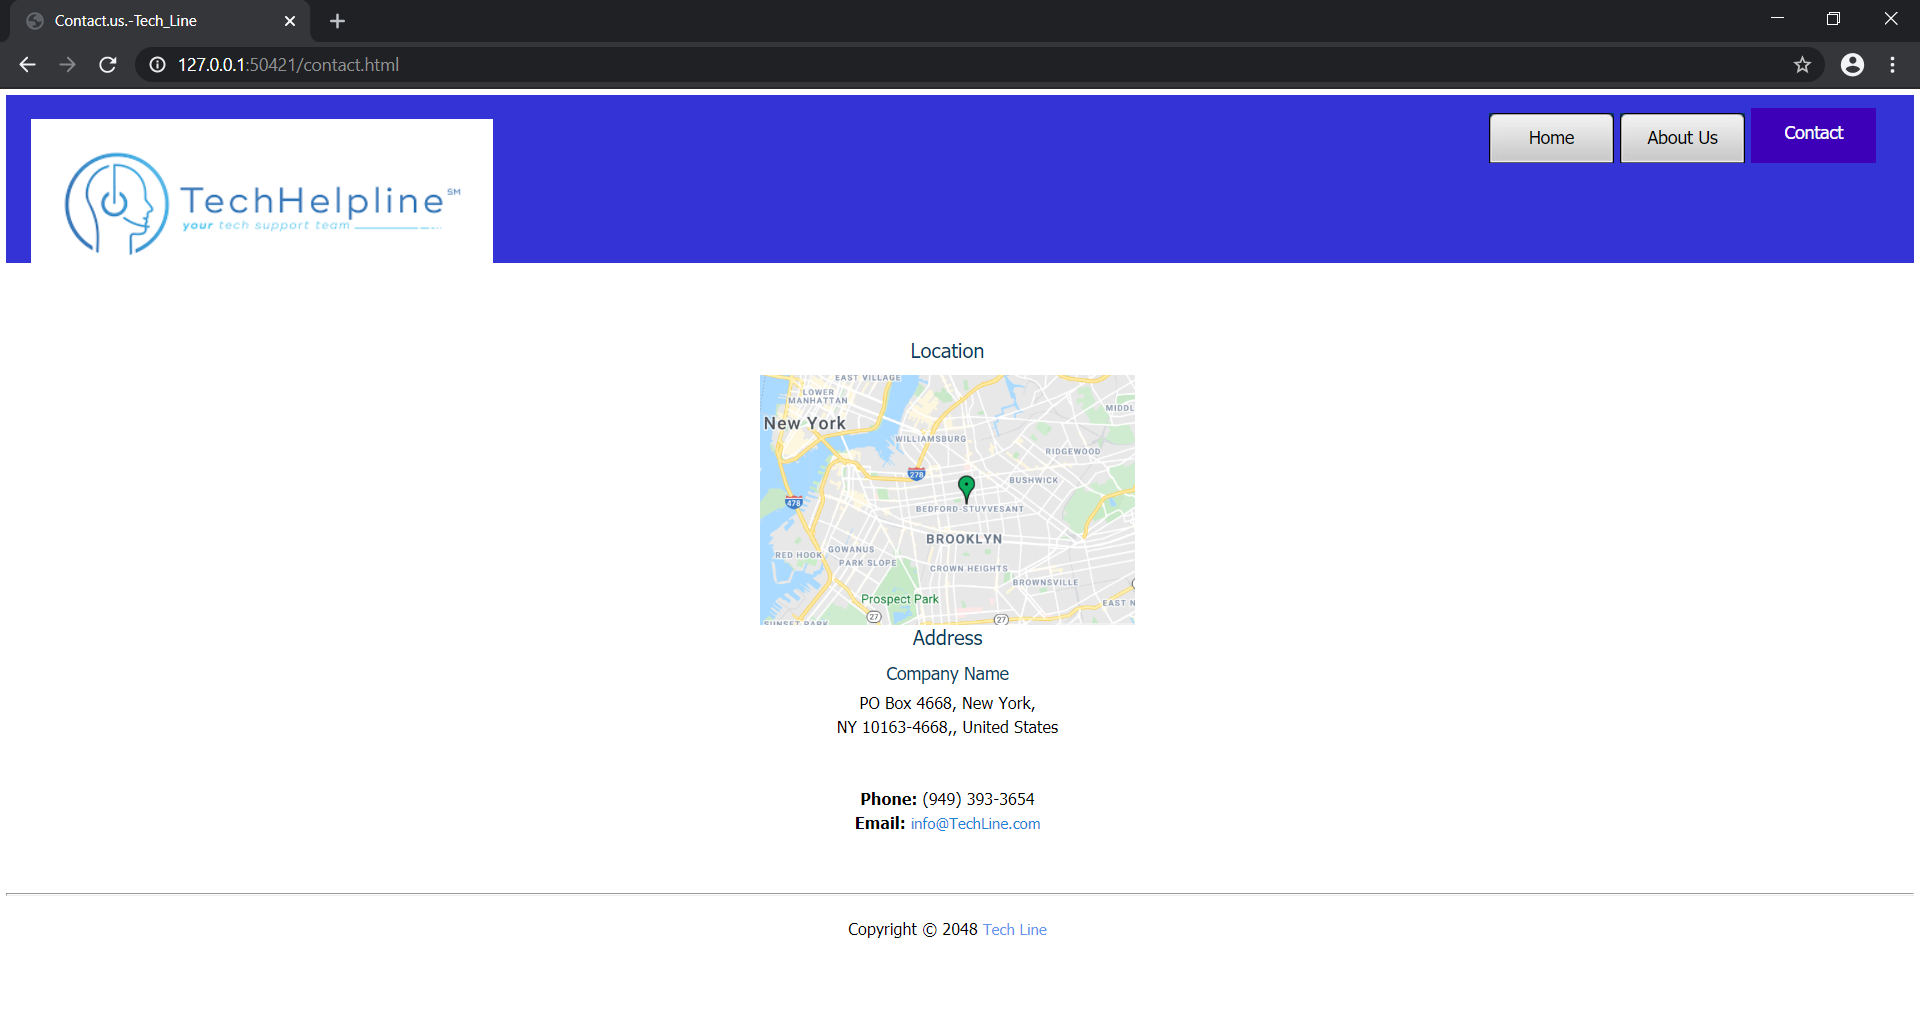 Contact.us.-Tech_Line
127.0.0.1:50421/contact.html
Home
About Us
Contact
TechHelpline℠
your tech support team
Location
EAST VILLAGE
LOWER
MANHATTAN
MIDDL
New York
WILLIAMSBURG
RIDGEWOOD
278
BUSHWICK
478
BEDFORD-STUYVESANT
BROOKLYN
GOWANUS
RED HOOK
PARK SLOPE
CROWN HEIGHTS
BROWNSVILLE
Prospect Park
EAST N
27
27
SUNSET PARK
Address
Company Name
PO Box 4668, New York,
NY 10163-4668,, United States
Phone: (949) 393-3654
Email: info@TechLine.com
Copyright © 2048 Tech Line